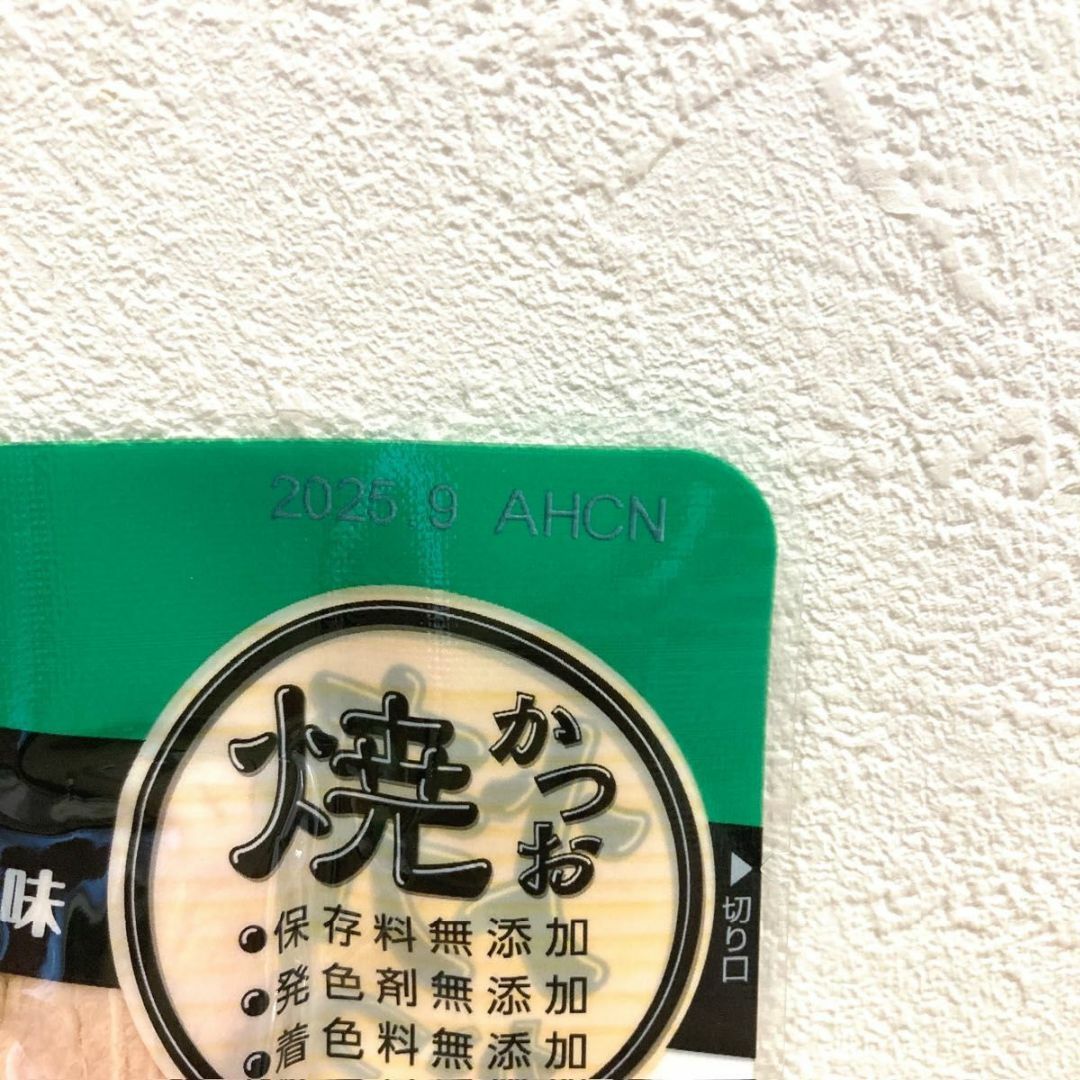 2025.9 AHCN
焼かつお
味
切り口
●保存料無添加
●発色剤無添加
●着色料無添加